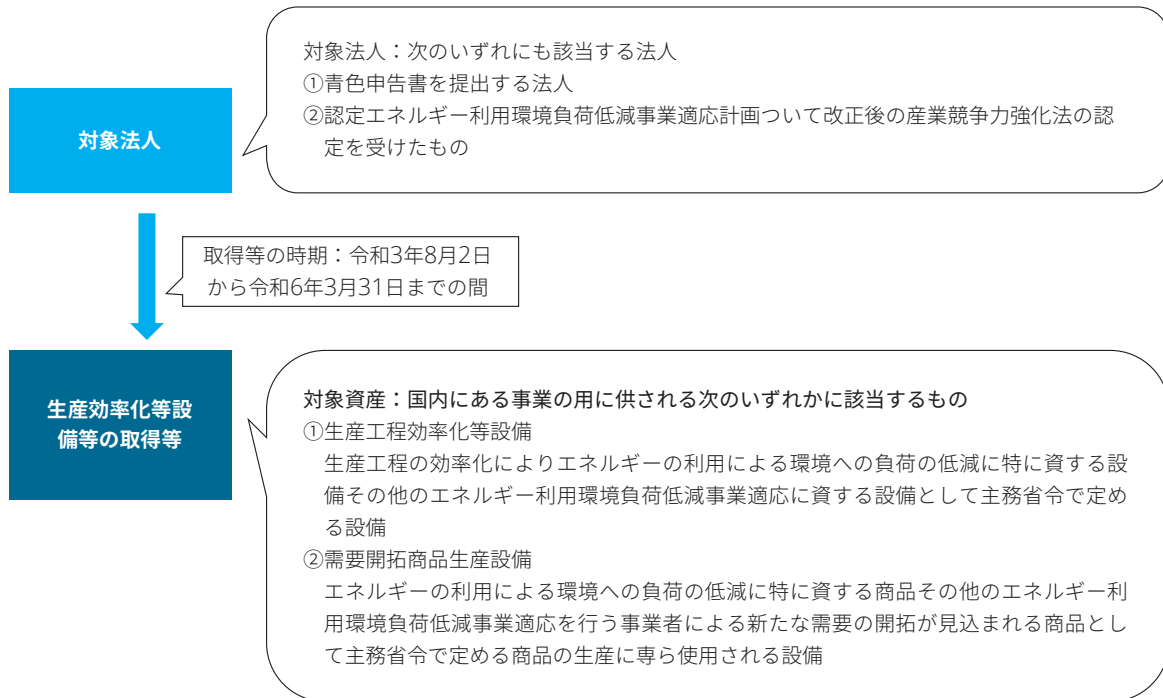 対象法人：次のいずれにも該当する法人
①青色申告書を提出する法人
②認定エネルギー利用環境負荷低減事業適応計画ついて改正後の産業競争力強化法の認
定を受けたもの
対象法人
取得等の時期：令和3年8月2日
から令和6年3月31日までの間
生産効率化等設
備等の取得等
対象資産：国内にある事業の用に供される次のいずれかに該当するもの
①生産工程効率化等設備
生産工程の効率化によりエネルギーの利用による環境への負荷の低減に特に資する設
備その他のエネルギー利用環境負荷低減事業適応に資する設備として主務省令で定め
る設備
②需要開拓商品生産設備
エネルギーの利用による環境への負荷の低減に特に資する商品その他のエネルギー利
用環境負荷低減事業適応を行う事業者による新たな需要の開拓が見込まれる商品とし
て主務省令で定める商品の生産に専ら使用される設備